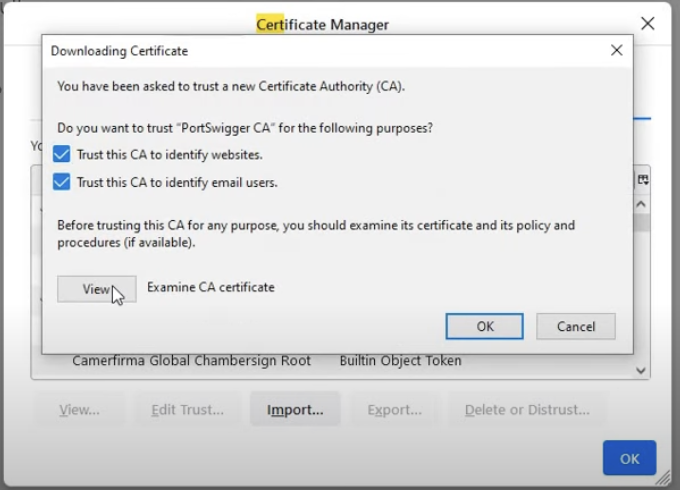 Certificate Manager
Downloading Certificate
You have been asked to trust a new Certificate Authority (CA).
Do you want to trust “PortSwigger CA” for the following purposes?
Yo
Trust this CA to identify websites.
Trust this CA to identify email users.
Before trusting this CA for any purpose, you should examine its certificate and its policy and
procedures (if available).
View
Examine CA certificate
OK
Cancel
Camerfirma Global Chambersign Root
Builtin Object Token
View...
Edit Trust...
Import...
Export...
Delete or Distrust...
OK